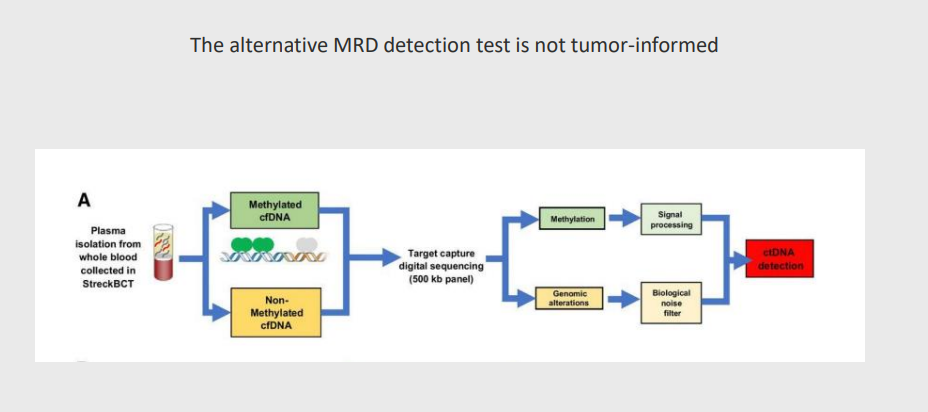 The alternative MRD detection test is not tumor-informed
A
Plasma
isolation from
whole blood
collected in
StreckBCT
Methylated
cfDNA
Non-
Methylated
cfDNA
Target capture
digital sequencing
(500 kb panel)
Methylation
Signal
processing
Genomic
alterations
Biological
noise
filter
ctDNA
detection